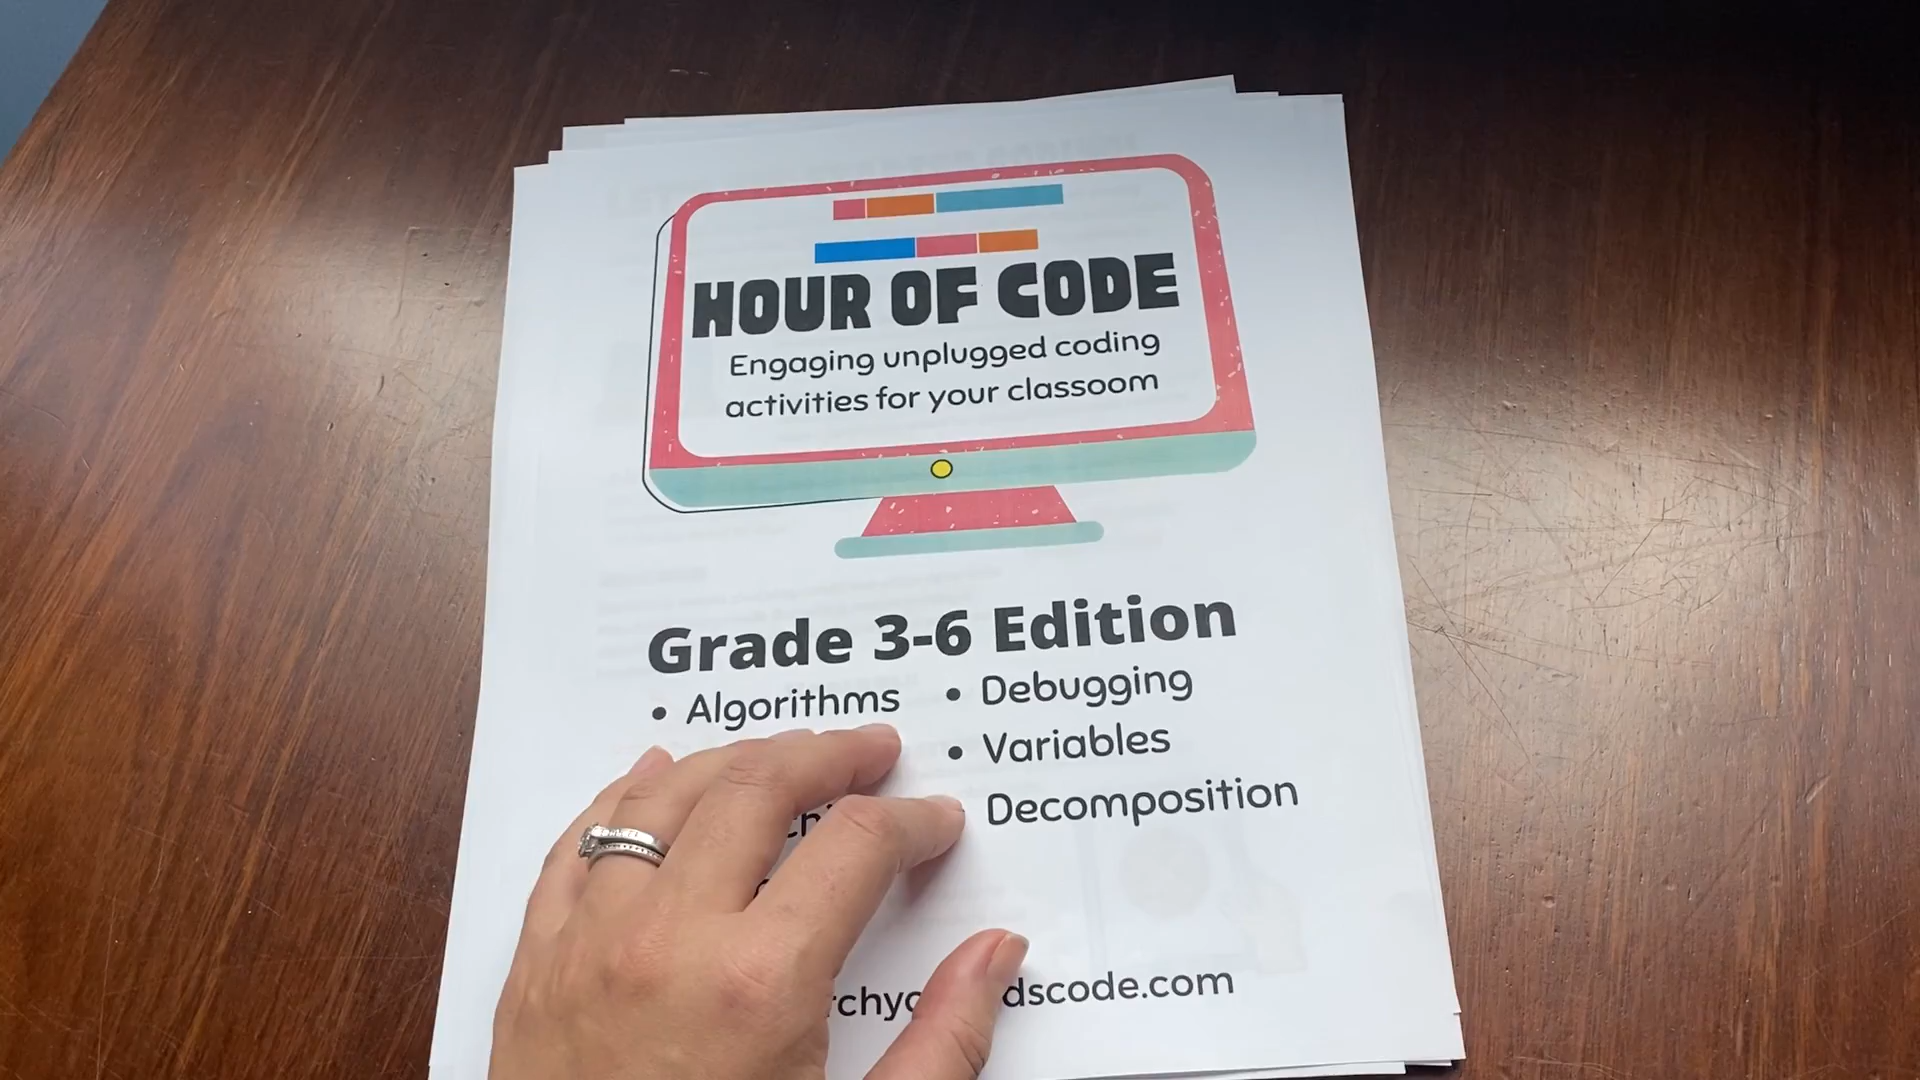 HOUR OF CODE
Engaging unplugged coding
activities for your classoom
Grade 3-6 Edition
• Algorithms
• Debugging
• Variables
Decomposition
dscode.com